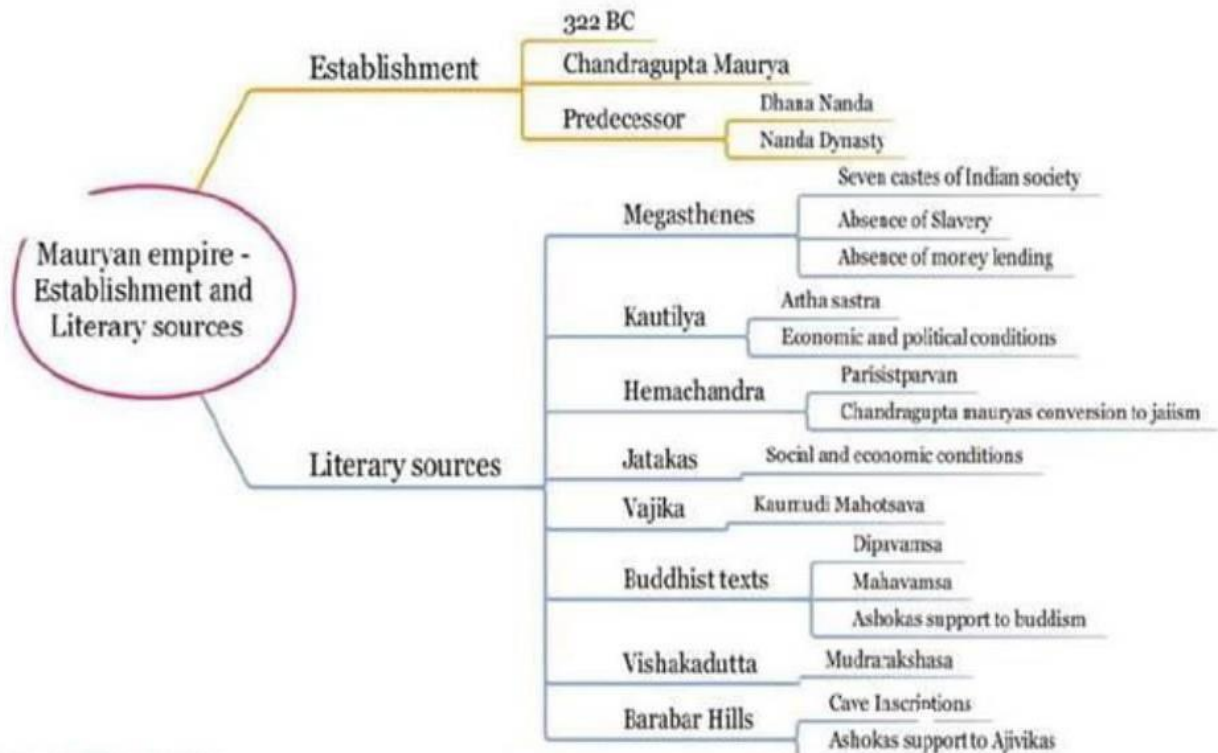 322 BC
Establishment
Chandragupta Maurya
Predecessor
Dhana Nanda
Nanda Dynasty
Mauryan empire -
Establishment and
Literary sources
Literary sources
Megasthenes
Seven castes of Indian society
Absence of Slavery
Absence of morey lending
Kautilya
Artha sastra
Economic and political conditions
Hemachandra
Parisistparvan
Chandragupta mauryas conversion to jaiism
Jatakas
Social and economic conditions
Vajika
Kaumudi Mahotsava
Buddhist texts
Dipavamsa
Mahavamsa
Ashokas support to buddism
Vishakadutta
Mudrarakshasa
Barabar Hills
Cave Inscriptions
Ashokas support to Ajivikas